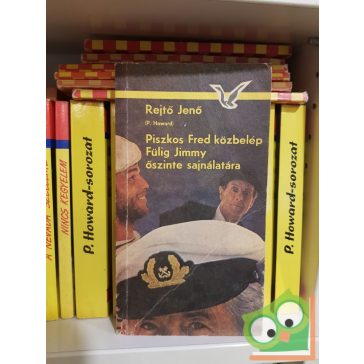 Rejtő Jenő
(P. Howard)
Piszkos Fred közbelép
Fülig Jimmy
őszinte sajnálatára
NINCS KEGYELEM
P. Howard-sorozat
P. Howard-sorozat